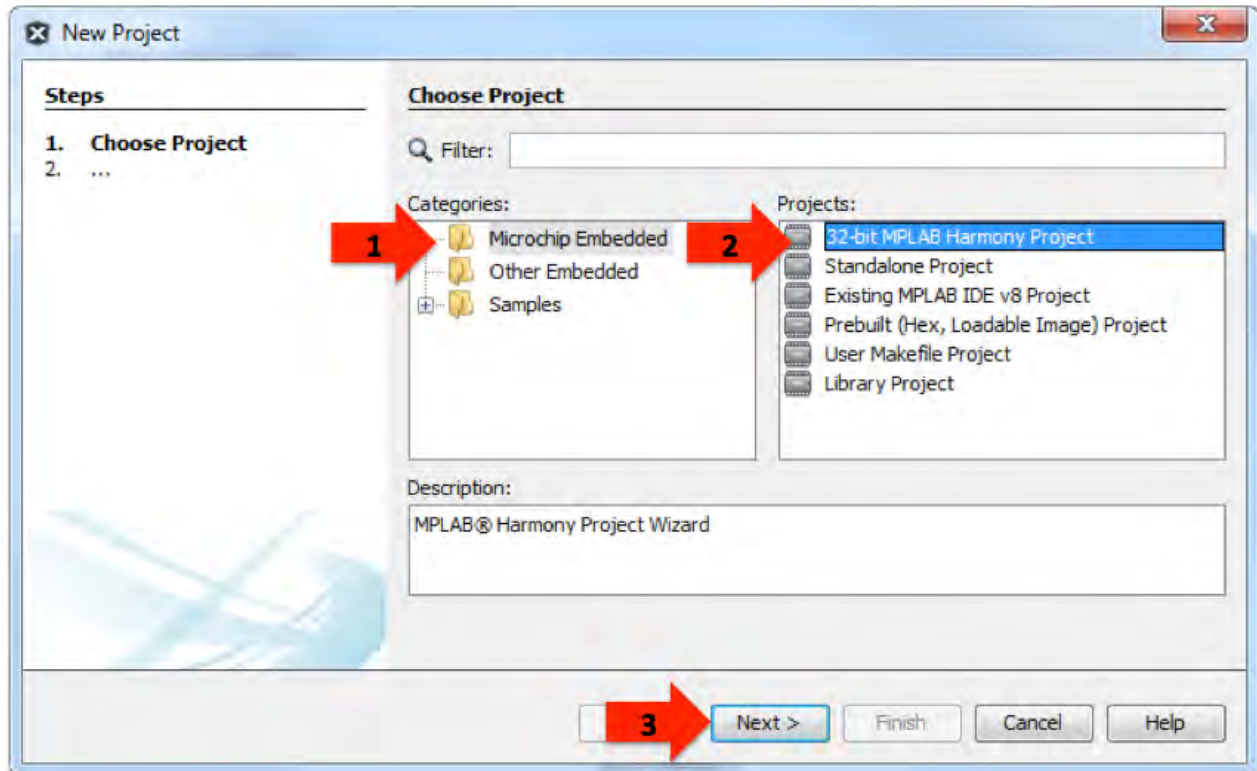 New Project
X
Steps
1. Choose Project
2. ...
Choose Project
Filter:
Categories:
1
Microchip Embedded
Other Embedded
Samples
Projects:
2
32-bit MPLAB Harmony Project
Standalone Project
Existing MPLAB IDE v8 Project
Prebuilt (Hex, Loadable Image) Project
User Makefile Project
Library Project
Description:
MPLAB® Harmony Project Wizard
3
Next >
Finish
Cancel
Help